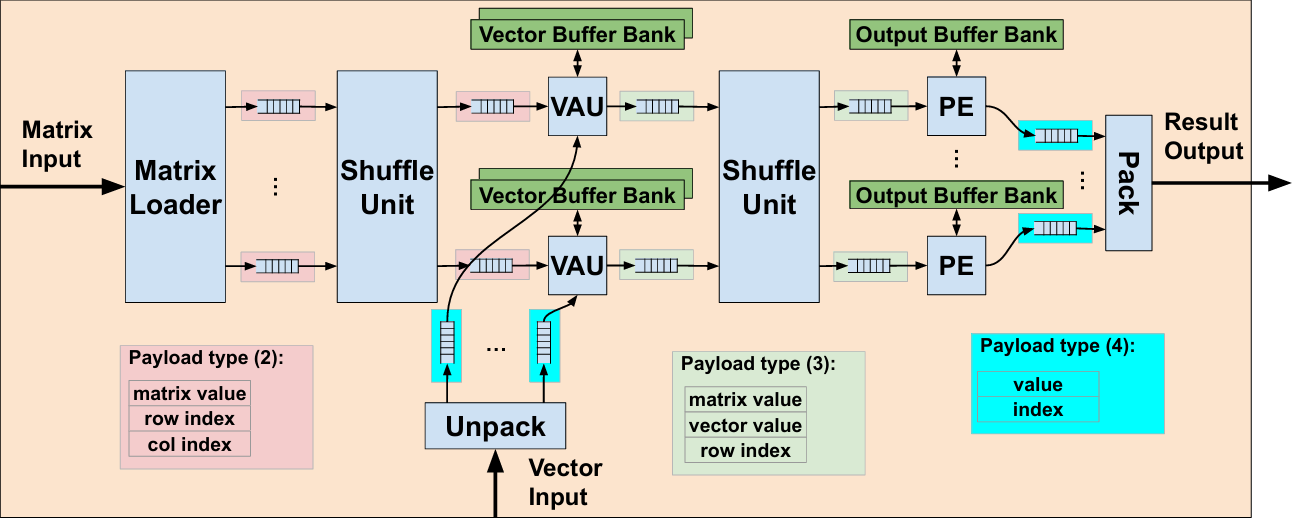 Vector Buffer Bank
Output Buffer Bank
Matrix
Input
Matrix
Loader
Shuffle
Unit
VAU
Shuffle
Unit
PE
...
Pack
Result
Output
...
...
Vector Buffer Bank
Output Buffer Bank
VAU
PE
...
Unpack
Vector
Input
Payload type (2):
matrix value
row index
col index
Payload type (3):
matrix value
vector value
row index
Payload type (4):
value
index